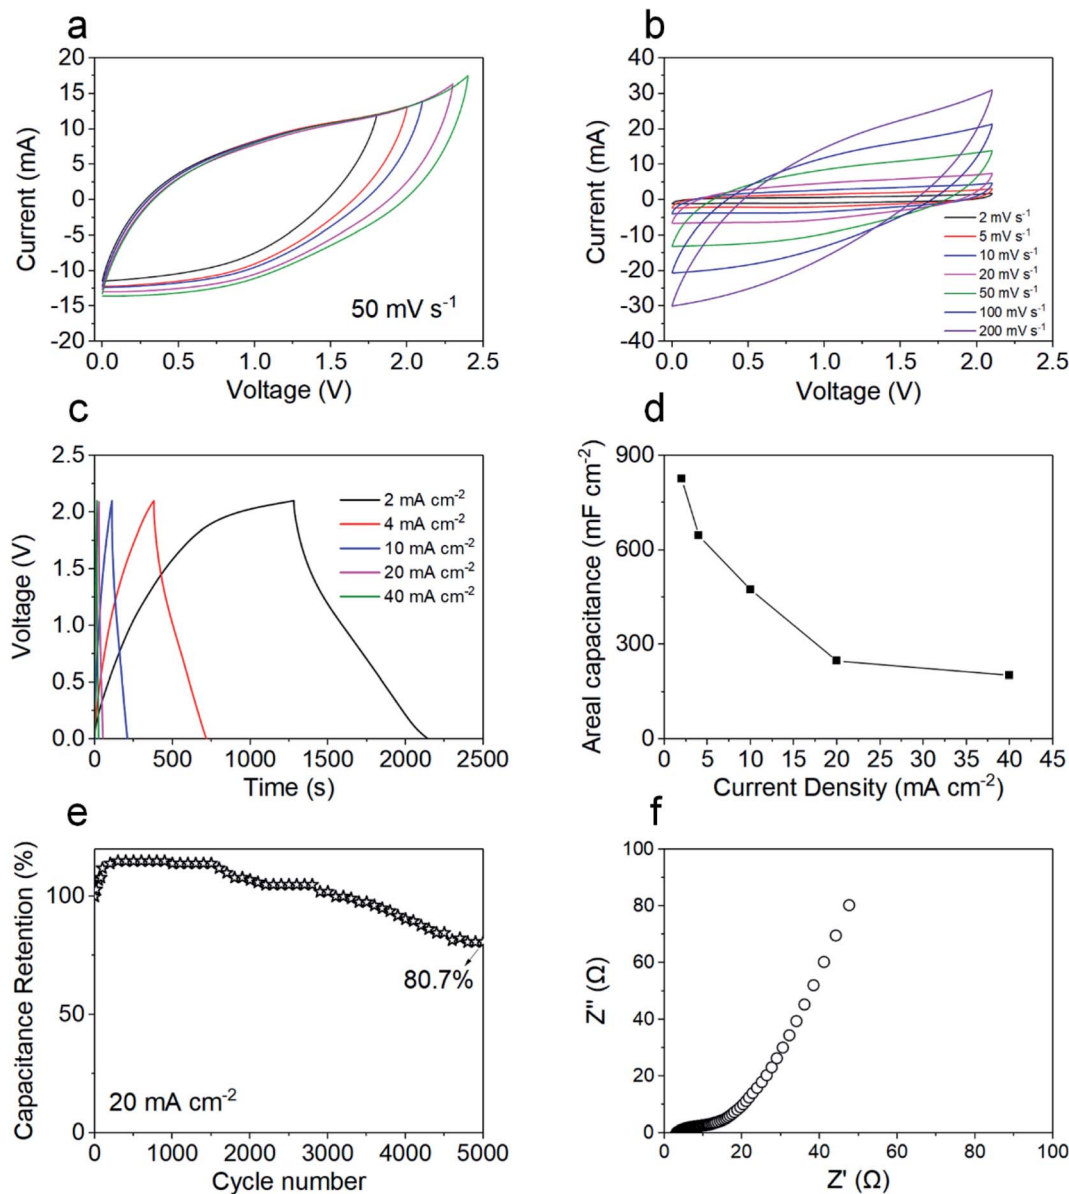 a
20
15
10
5
0
-5
-10
-15
-20
Current (mA)
50 mV s⁻¹
0.0 0.5 1.0 1.5 2.0 2.5
Voltage (V)
b
40
30
20
10
0
-10
-20
-30
-40
Current (mA)
2 mV s⁻¹
5 mV s⁻¹
10 mV s⁻¹
20 mV s⁻¹
50 mV s⁻¹
100 mV s⁻¹
200 mV s⁻¹
0.0 0.5 1.0 1.5 2.0 2.5
Voltage (V)
c
2.5
2.0
1.5
1.0
0.5
0.0
Voltage (V)
2 mA cm⁻²
4 mA cm⁻²
10 mA cm⁻²
20 mA cm⁻²
40 mA cm⁻²
0 500 1000 1500 2000 2500
Time (s)
d
900
600
300
0
Areal capacitance (mF cm⁻²)
0 5 10 15 20 25 30 35 40 45
Current Density (mA cm⁻²)
e
100
50
0
Capacitance Retention (%)
80.7%
20 mA cm⁻²
0 1000 2000 3000 4000 5000
Cycle number
f
100
80
60
40
20
0
Z'' (Ω)
0 20 40 60 80 100
Z' (Ω)